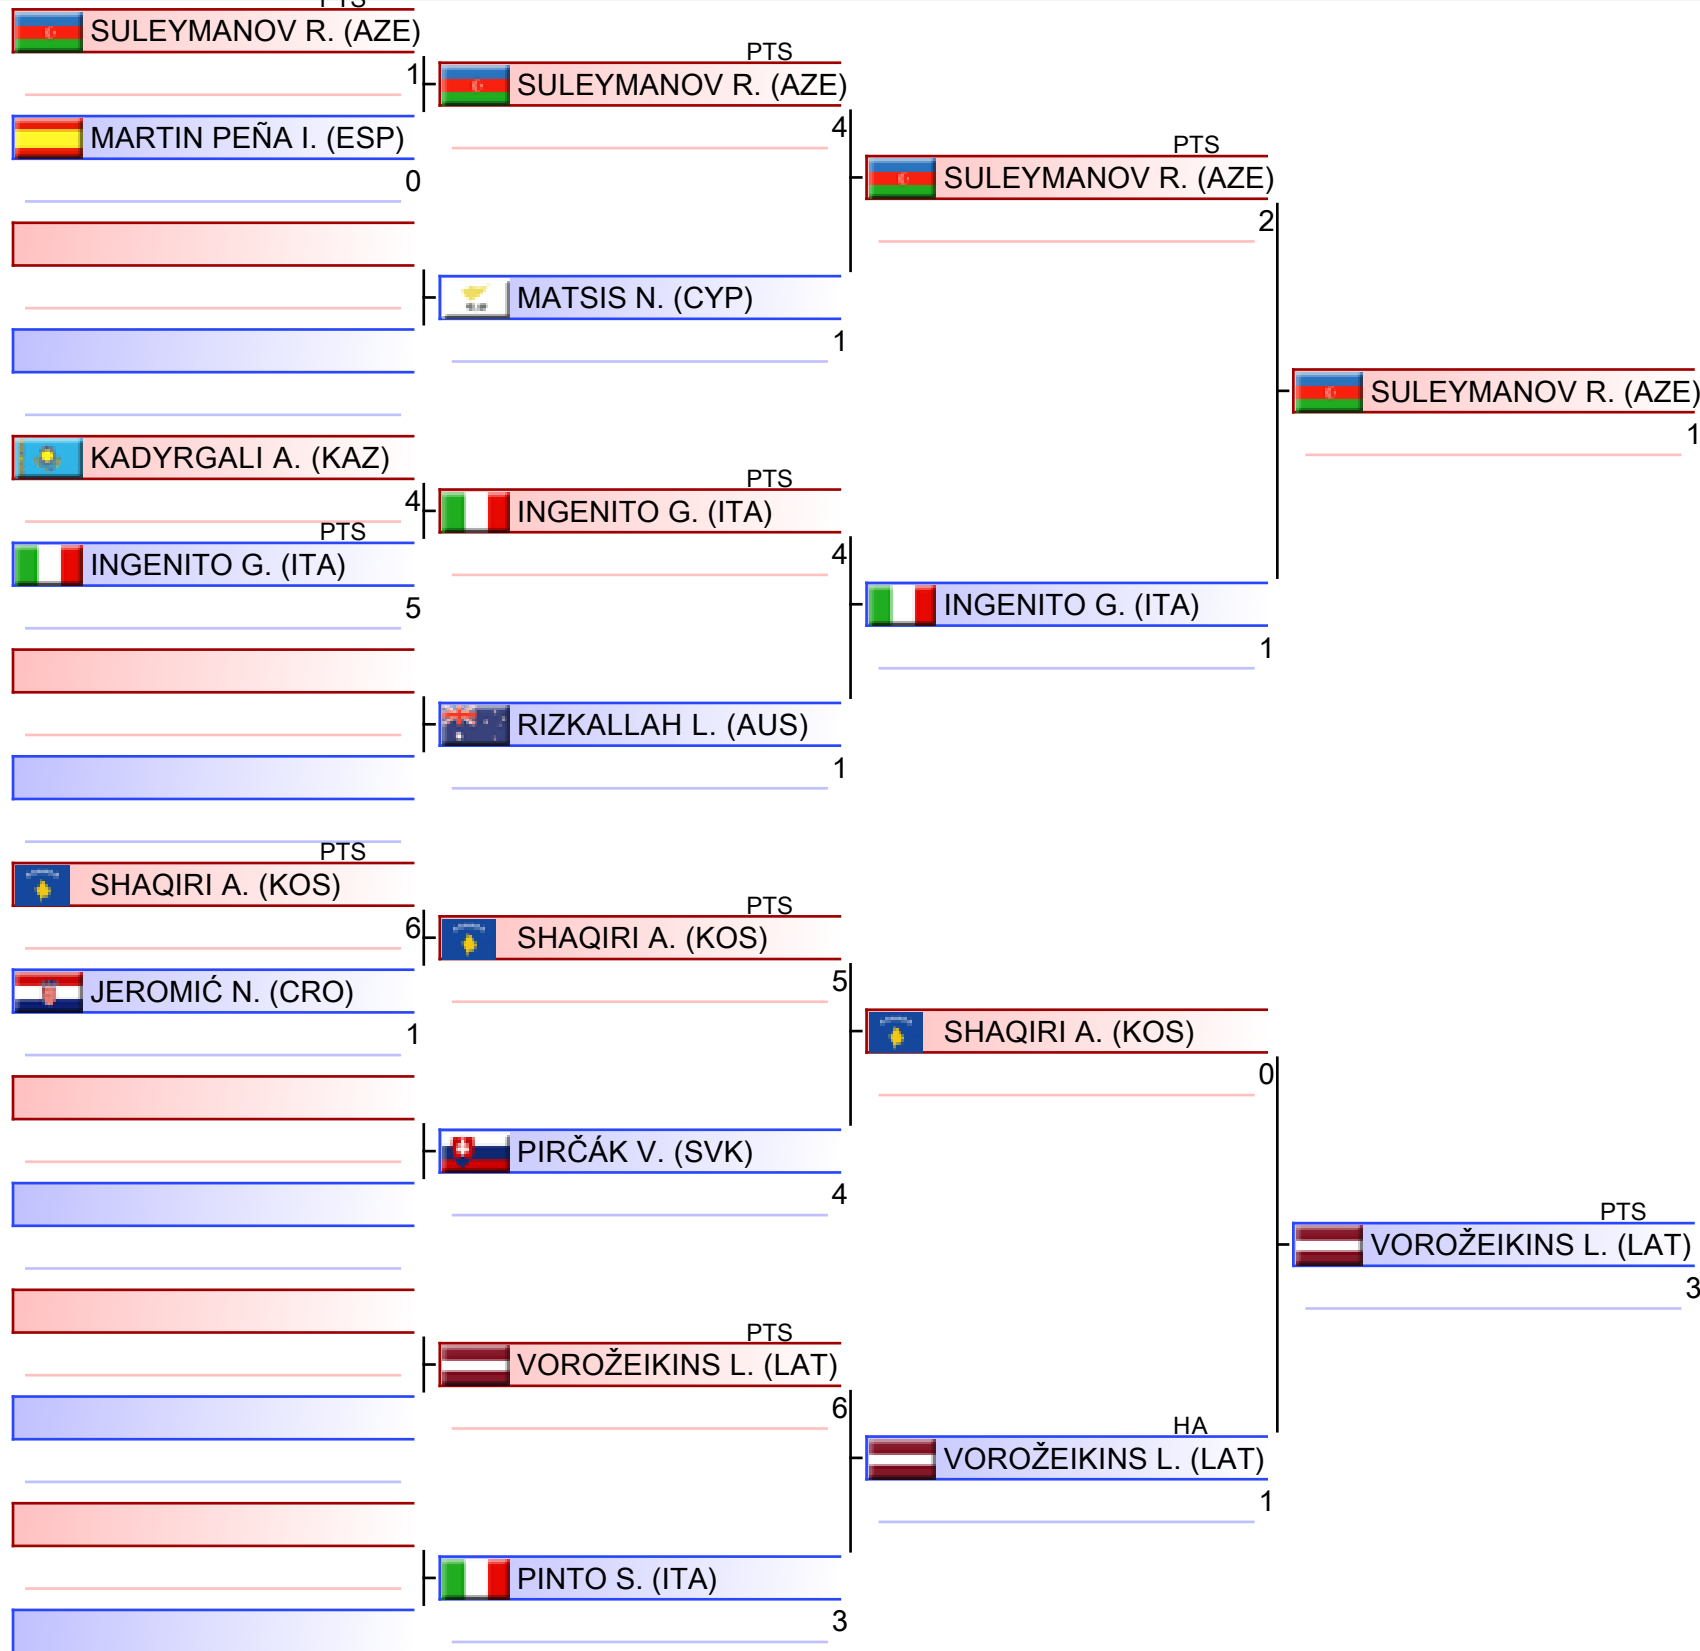 PTS
SULEYMANOV R. (AZE)
1
MARTIN PEÑA I. (ESP)
0
KADYRGALI A. (KAZ)
4
PTS
INGENITO G. (ITA)
5
PTS
SHAQIRI A. (KOS)
6
JEROMIĆ N. (CRO)
1
PTS
SULEYMANOV R. (AZE)
4
MATSIS N. (CYP)
1
PTS
INGENITO G. (ITA)
4
RIZKALLAH L. (AUS)
1
PTS
SHAQIRI A. (KOS)
5
PIRČÁK V. (SVK)
4
PTS
VOROŽEIKINS L. (LAT)
6
PINTO S. (ITA)
3
PTS
SULEYMANOV R. (AZE)
2
INGENITO G. (ITA)
1
SHAQIRI A. (KOS)
0
HA
VOROŽEIKINS L. (LAT)
1
SULEYMANOV R. (AZE)
1
PTS
VOROŽEIKINS L. (LAT)
3